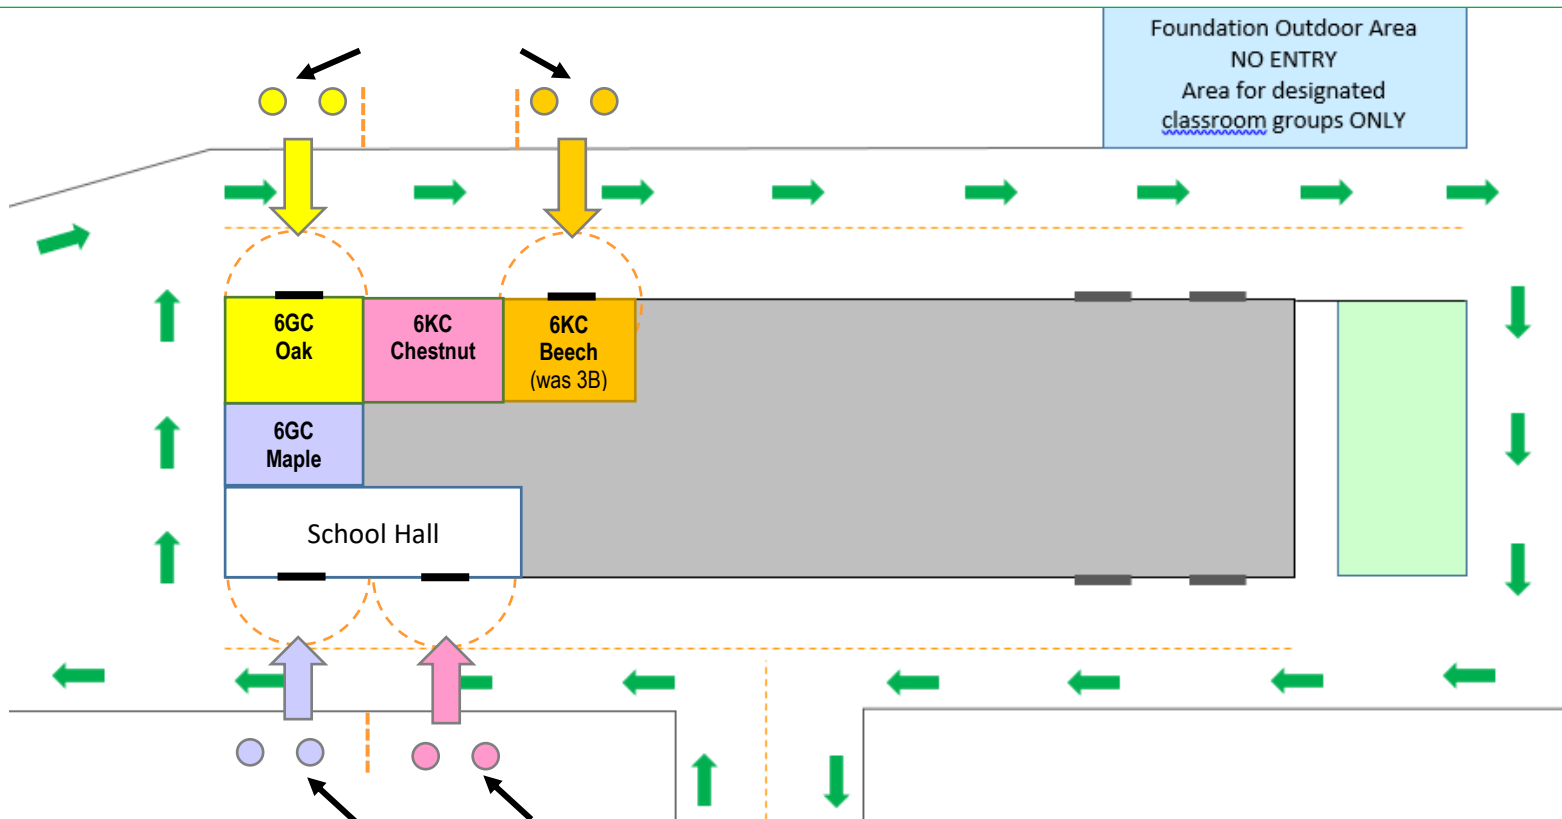 Foundation Outdoor Area
NO ENTRY
Area for designated
classroom groups ONLY
6GC
Oak
6KC
Chestnut
6KC
Beech
(was 3B)
6GC
Maple
School Hall